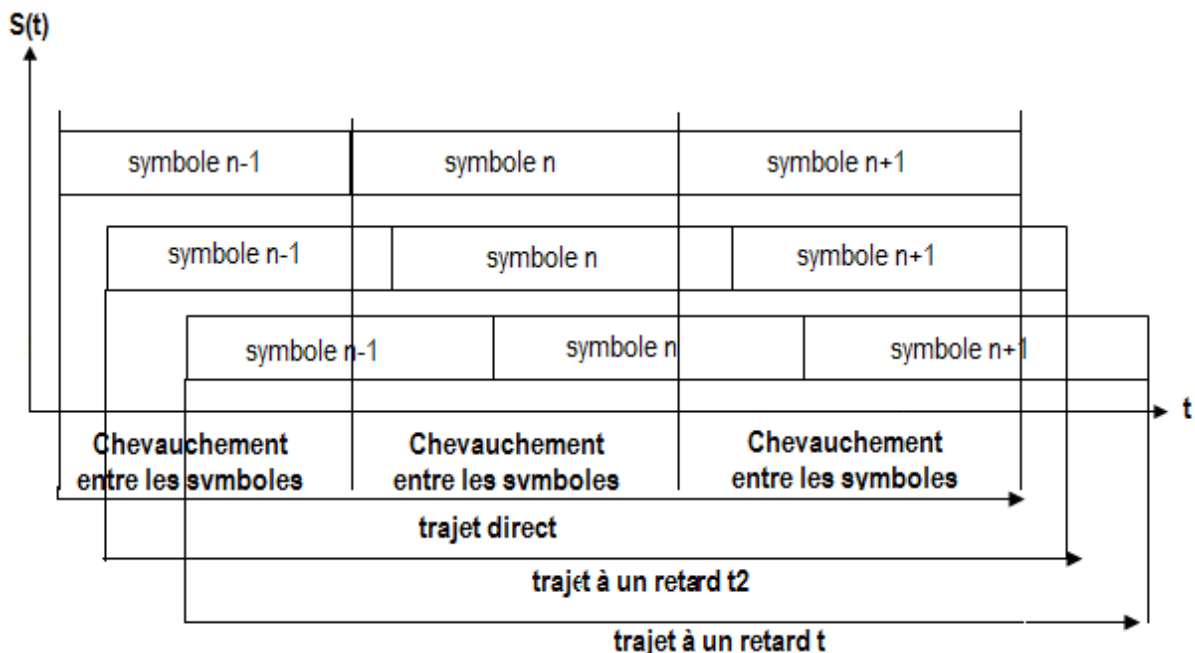 S(t)
symbole n-1 symbole n symbole n+1
symbole n-1 symbole n symbole n+1
symbole n-1 symbole n symbole n+1
t
Chevauchement Chevauchement Chevauchement
entre les symboles entre les symboles entre les symboles
trajet direct
trajet à un retard t2
trajet à un retard t